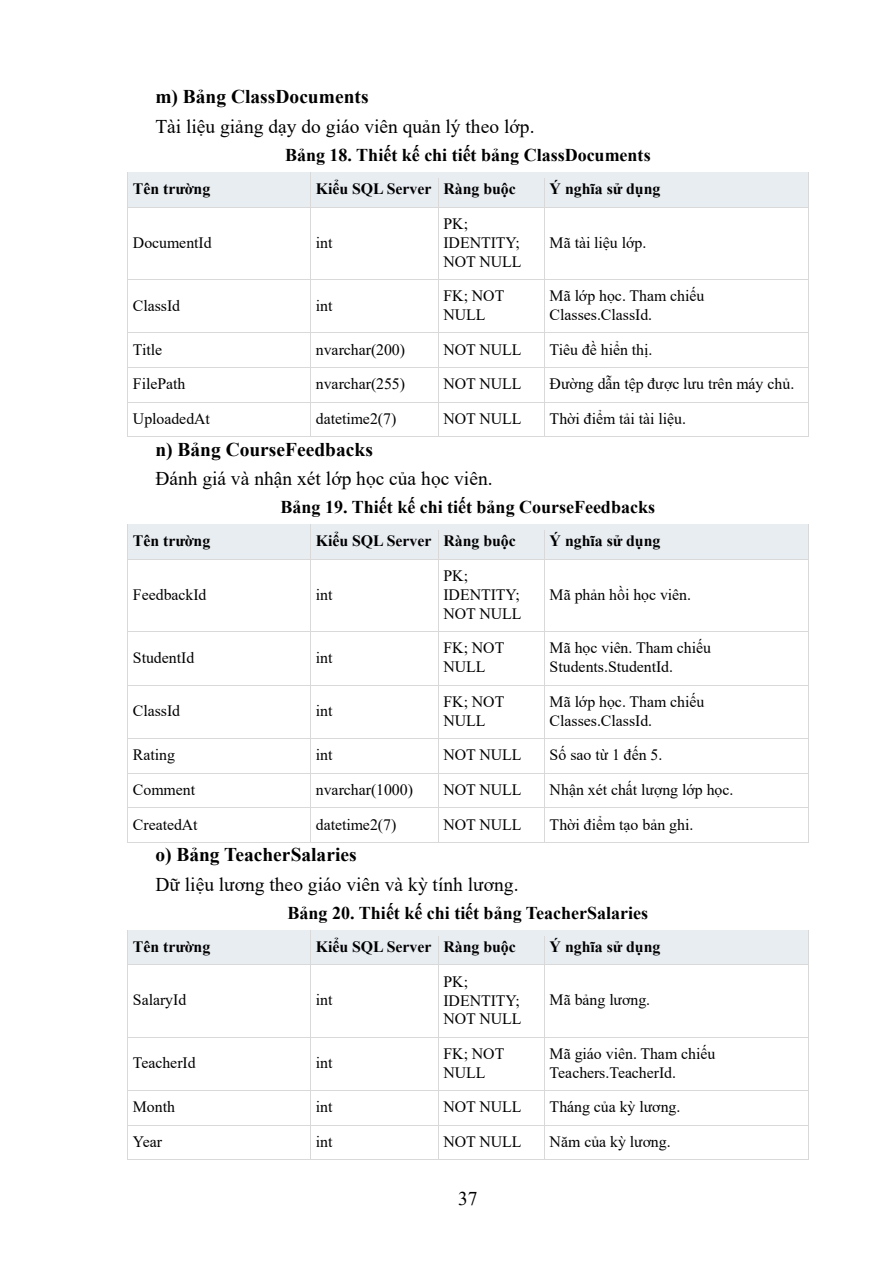 m) Bảng ClassDocuments
Tài liệu giảng dạy do giáo viên quản lý theo lớp.
Bảng 18. Thiết kế chi tiết bảng ClassDocuments
Tên trường Kiểu SQL Server Ràng buộc Ý nghĩa sử dụng
DocumentId int PK; IDENTITY; NOT NULL Mã tài liệu lớp.
ClassId int FK; NOT NULL Mã lớp học. Tham chiếu Classes.ClassId.
Title nvarchar(200) NOT NULL Tiêu đề hiển thị.
FilePath nvarchar(255) NOT NULL Đường dẫn tệp được lưu trên máy chủ.
UploadedAt datetime2(7) NOT NULL Thời điểm tải tài liệu.
n) Bảng CourseFeedbacks
Đánh giá và nhận xét lớp học của học viên.
Bảng 19. Thiết kế chi tiết bảng CourseFeedbacks
Tên trường Kiểu SQL Server Ràng buộc Ý nghĩa sử dụng
FeedbackId int PK; IDENTITY; NOT NULL Mã phản hồi học viên.
StudentId int FK; NOT NULL Mã học viên. Tham chiếu Students.StudentId.
ClassId int FK; NOT NULL Mã lớp học. Tham chiếu Classes.ClassId.
Rating int NOT NULL Số sao từ 1 đến 5.
Comment nvarchar(1000) NOT NULL Nhận xét chất lượng lớp học.
CreatedAt datetime2(7) NOT NULL Thời điểm tạo bản ghi.
o) Bảng TeacherSalaries
Dữ liệu lương theo giáo viên và kỳ tính lương.
Bảng 20. Thiết kế chi tiết bảng TeacherSalaries
Tên trường Kiểu SQL Server Ràng buộc Ý nghĩa sử dụng
SalaryId int PK; IDENTITY; NOT NULL Mã bảng lương.
TeacherId int FK; NOT NULL Mã giáo viên. Tham chiếu Teachers.TeacherId.
Month int NOT NULL Tháng của kỳ lương.
Year int NOT NULL Năm của kỳ lương.
37